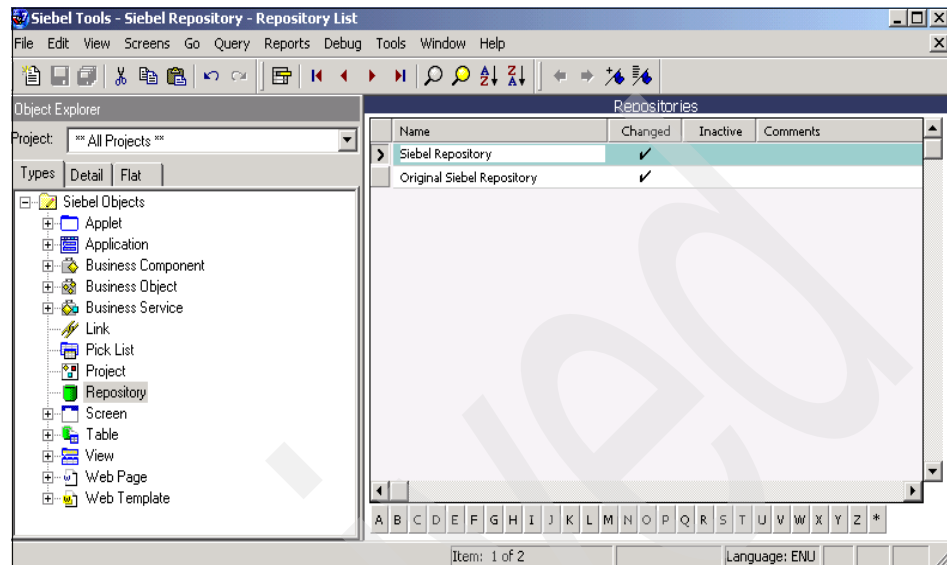 Siebel Tools - Siebel Repository - Repository List
File Edit View Screens Go Query Reports Debug Tools Window Help
Object Explorer
Project: ** All Projects **
Types Detail Flat
Siebel Objects
Applet
Application
Business Component
Business Object
Business Service
Link
Pick List
Project
Repository
Screen
Table
View
Web Page
Web Template
Repositories
Name Changed Inactive Comments
Siebel Repository
Original Siebel Repository
A B C D E F G H I J K L M N O P Q R S T U V W X Y Z *
Item: 1 of 2 Language: ENU